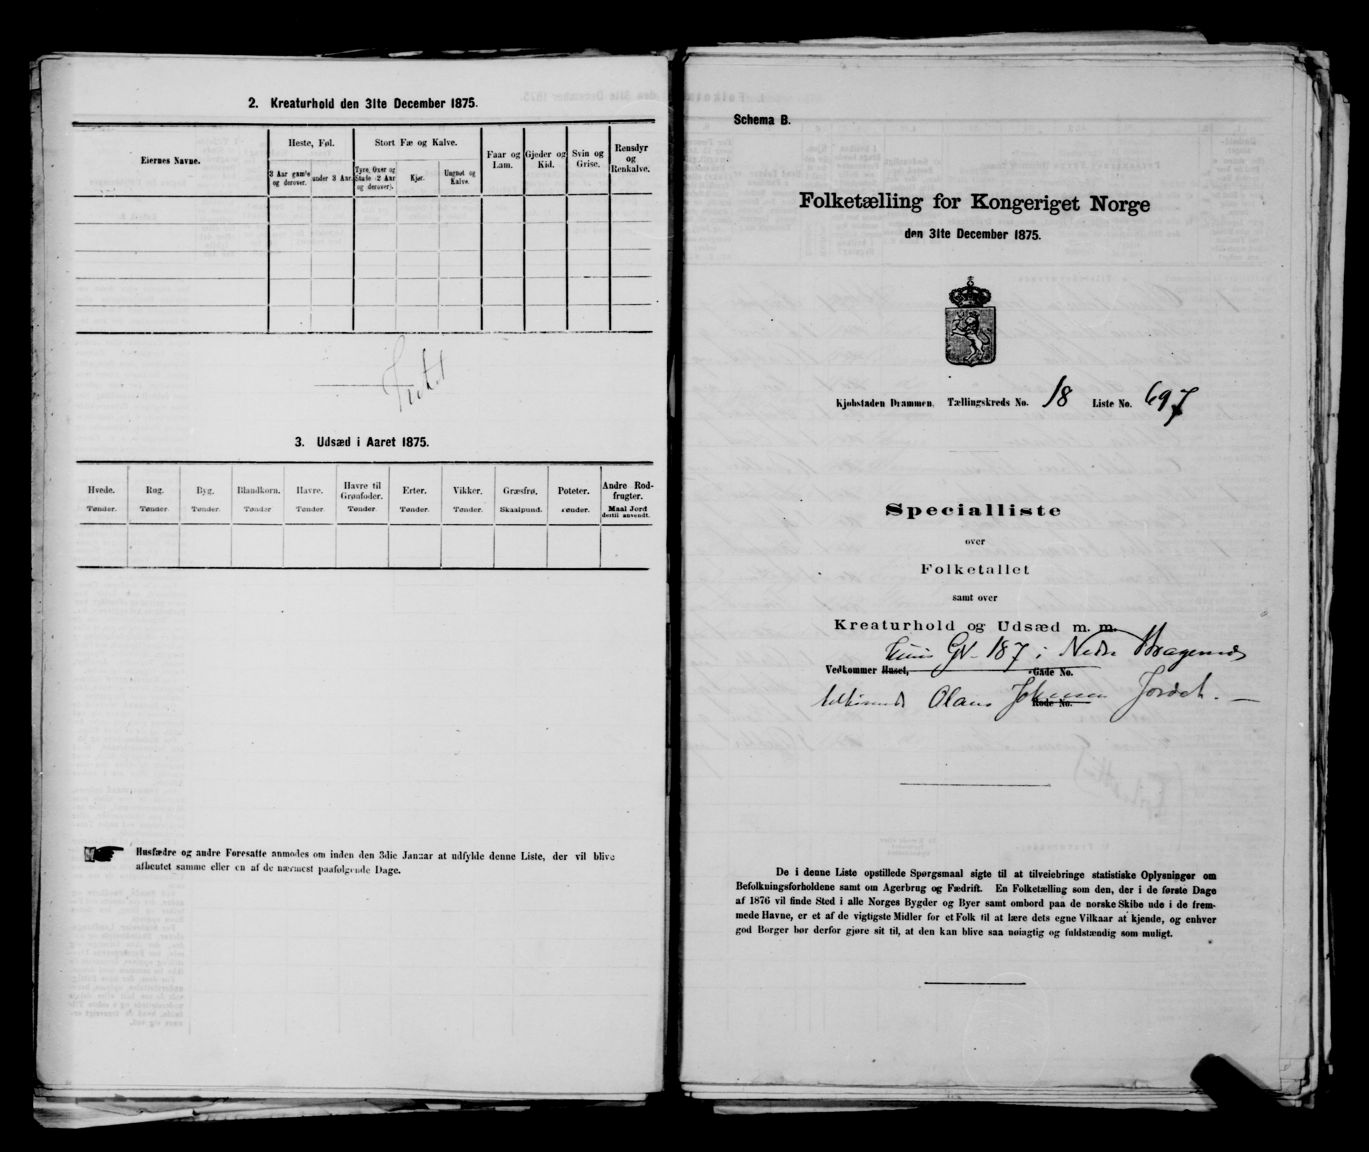 2. Kreaturhold den 31te December 1875.
Eiernes Navne.
Heste, Føl.
Stort Fæ og Kalve.
Faar og Lam.
Gjeder og Kid.
Svin og Grise.
Rensdyr og Renkalve.
3 Aar gamle og derover.
under 3 Aar.
Tyre, Oxer og Stude (2 Aar og derover).
Kjør.
Ungnøt og Kalve.
Intet
3. Udsæd i Aaret 1875.
Hvede. Rug. Byg. Blandkorn. Havre. Havre til Grønfoder. Erter. Vikker. Græsfrø. Poteter. Andre Rodfrugter.
Tønder. Tønder. Tønder. Tønder Tønder. Tønder. Tønder. Tønder. Skaalpund. Tønder. Maal Jord dertil anvendt.
Husfædre og andre Foresatte anmodes om inden den 3die Januar at udfylde denne Liste, der vil blive
afhentet samme eller en af de nærmest paafølgende Dage.
Schema B.
Folketælling for Kongeriget Norge
den 31te December 1875.
Kjøbstaden Drammen. Tællingskreds No. 18 Liste No. 697
Specialliste
over
Folketallet
samt over
Kreaturhold og Udsæd m. m.
Gl. 187 i Nedre Bragernes
Vedkommer Huset, Gade No.
Olaus Johansen Jordet.
Rode No.
De i denne Liste opstillede Spørgsmaal sigte til at tilveiebringe statistiske Oplysninger om
Befolkningsforholdene samt om Agerbrug og Fædrift. En Folketælling som den, der i de første Dage
af 1876 vil finde Sted i alle Norges Bygder og Byer samt ombord paa de norske Skibe ude i de frem-
mede Havne, er et af de vigtigste Midler for et Folk til at lære dets egne Vilkaar at kjende, og enhver
god Borger bør derfor gjøre sit til, at den kan blive saa nøiagtig og fuldstændig som muligt.